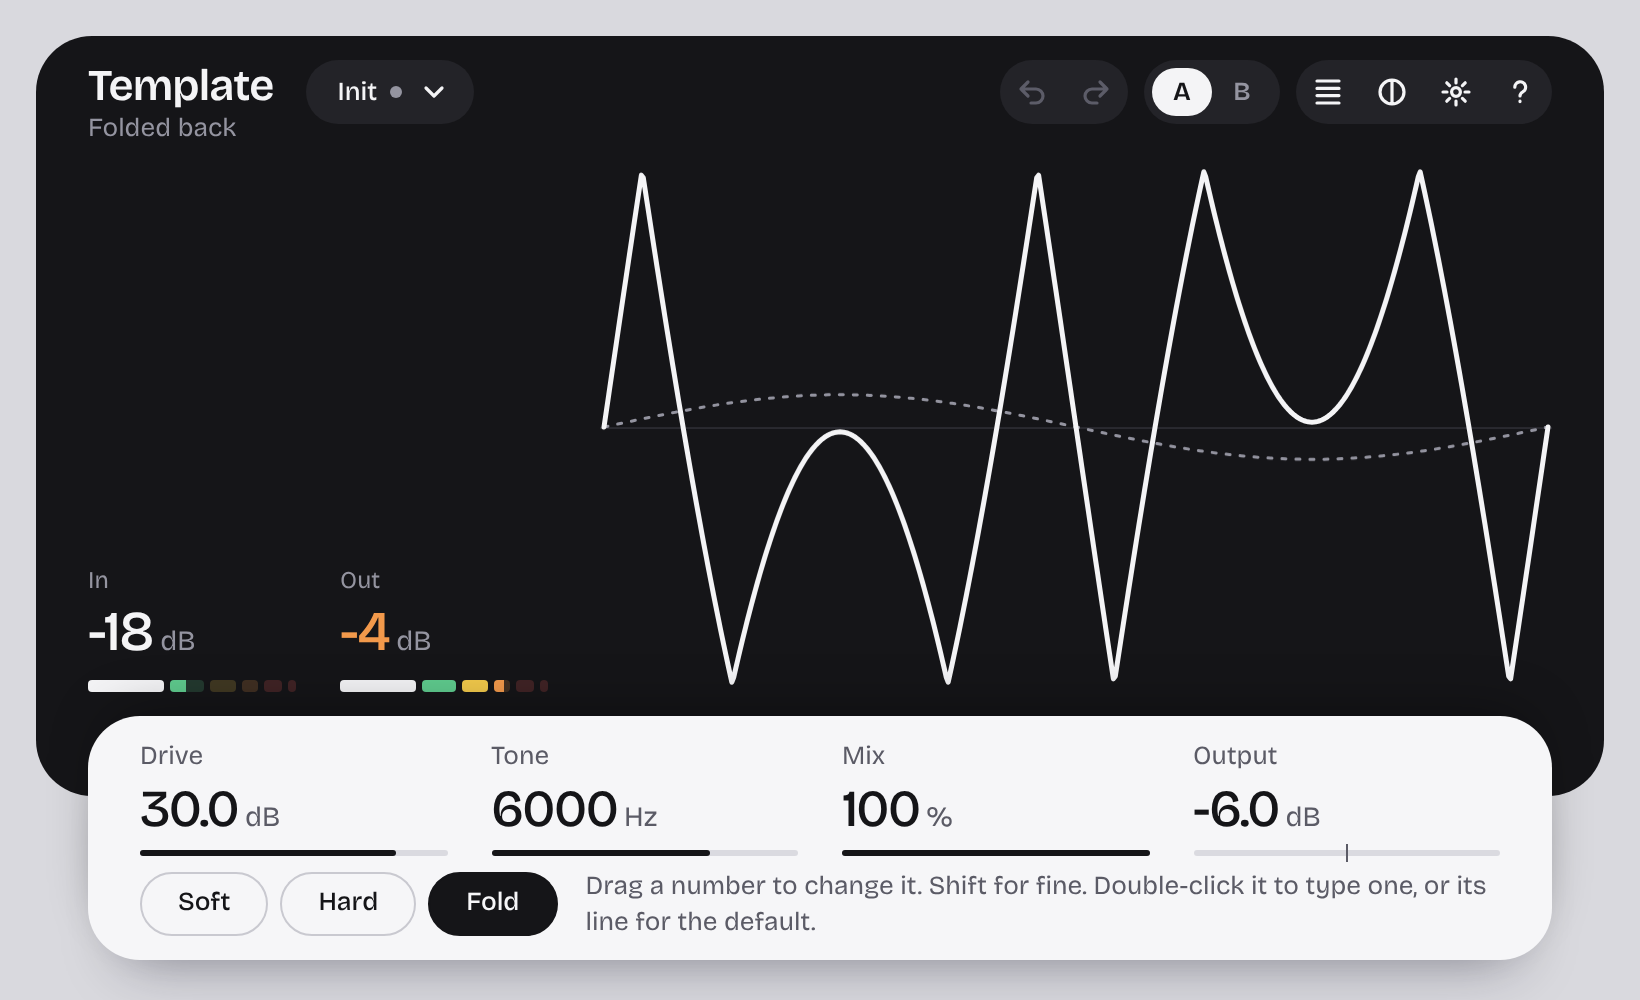 Template
Init
A
B
?
Folded back
In
Out
-18 dB
-4 dB
Drive
Tone
Mix
Output
30.0 dB
6000 Hz
100 %
-6.0 dB
Soft
Hard
Fold
Drag a number to change it. Shift for fine. Double-click it to type one, or its
line for the default.